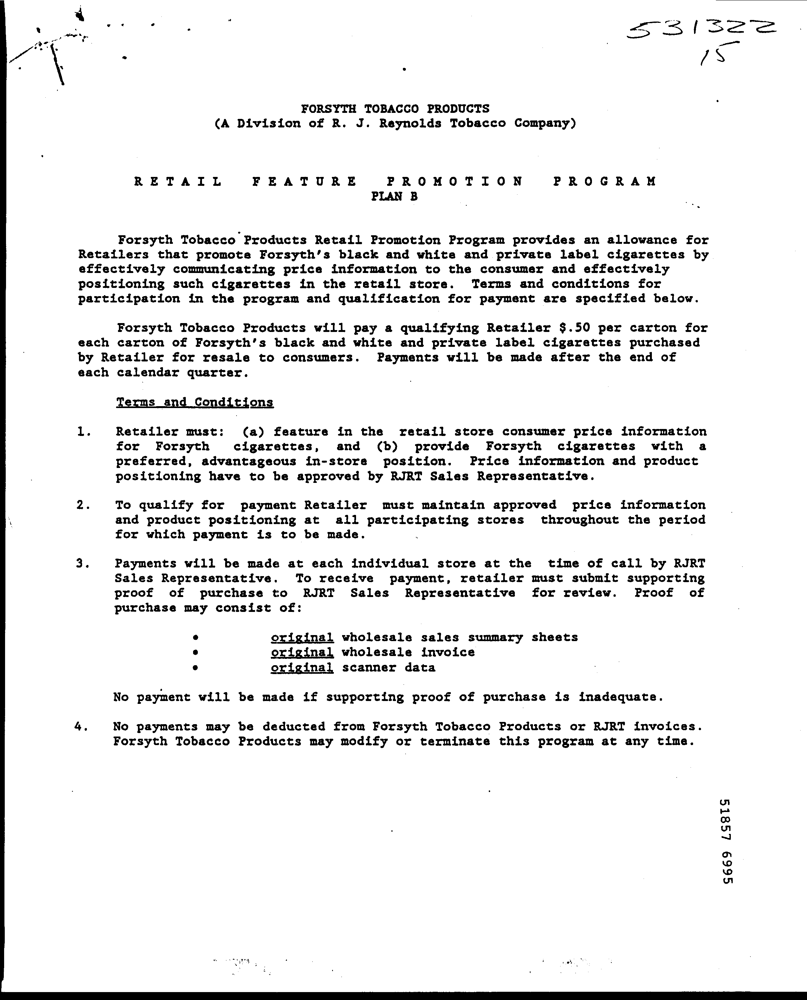 531322
15
FORSYTH TOBACCO PRODUCTS
(A Division of R. J. Reynolds Tobacco Company)
RETAIL FEATURE PROMOTION PROGRAM
PLAN B
Forsyth Tobacco Products Retail Promotion Program provides an allowance for
Retailers that promote Forsyth's black and white and private label cigarettes by
effectively communicating price information to the consumer and effectively
positioning such cigarettes in the retail store. Terms and conditions for
participation in the program and qualification for payment are specified below.
Forsyth Tobacco Products will pay a qualifying Retailer $.50 per carton for
each carton of Forsyth's black and white and private label cigarettes purchased
by Retailer for resale to consumers. Payments will be made after the end of
each calendar quarter.
Terms and Conditions
1. Retailer must: (a) feature in the retail store consumer price information
for Forsyth cigarettes, and (b) provide Forsyth cigarettes with a
preferred, advantageous in-store position. Price information and product
positioning have to be approved by RJRT Sales Representative.
2. To qualify for payment Retailer must maintain approved price information
and product positioning at all participating stores throughout the period
for which payment is to be made.
3. Payments will be made at each individual store at the time of call by RJRT
Sales Representative. To receive payment, retailer must submit supporting
proof of purchase to RJRT Sales Representative for review. Proof of
purchase may consist of:
• original wholesale sales summary sheets
• original wholesale invoice
• original scanner data
No payment will be made if supporting proof of purchase is inadequate.
4. No payments may be deducted from Forsyth Tobacco Products or RJRT invoices.
Forsyth Tobacco Products may modify or terminate this program at any time.
51857 6995